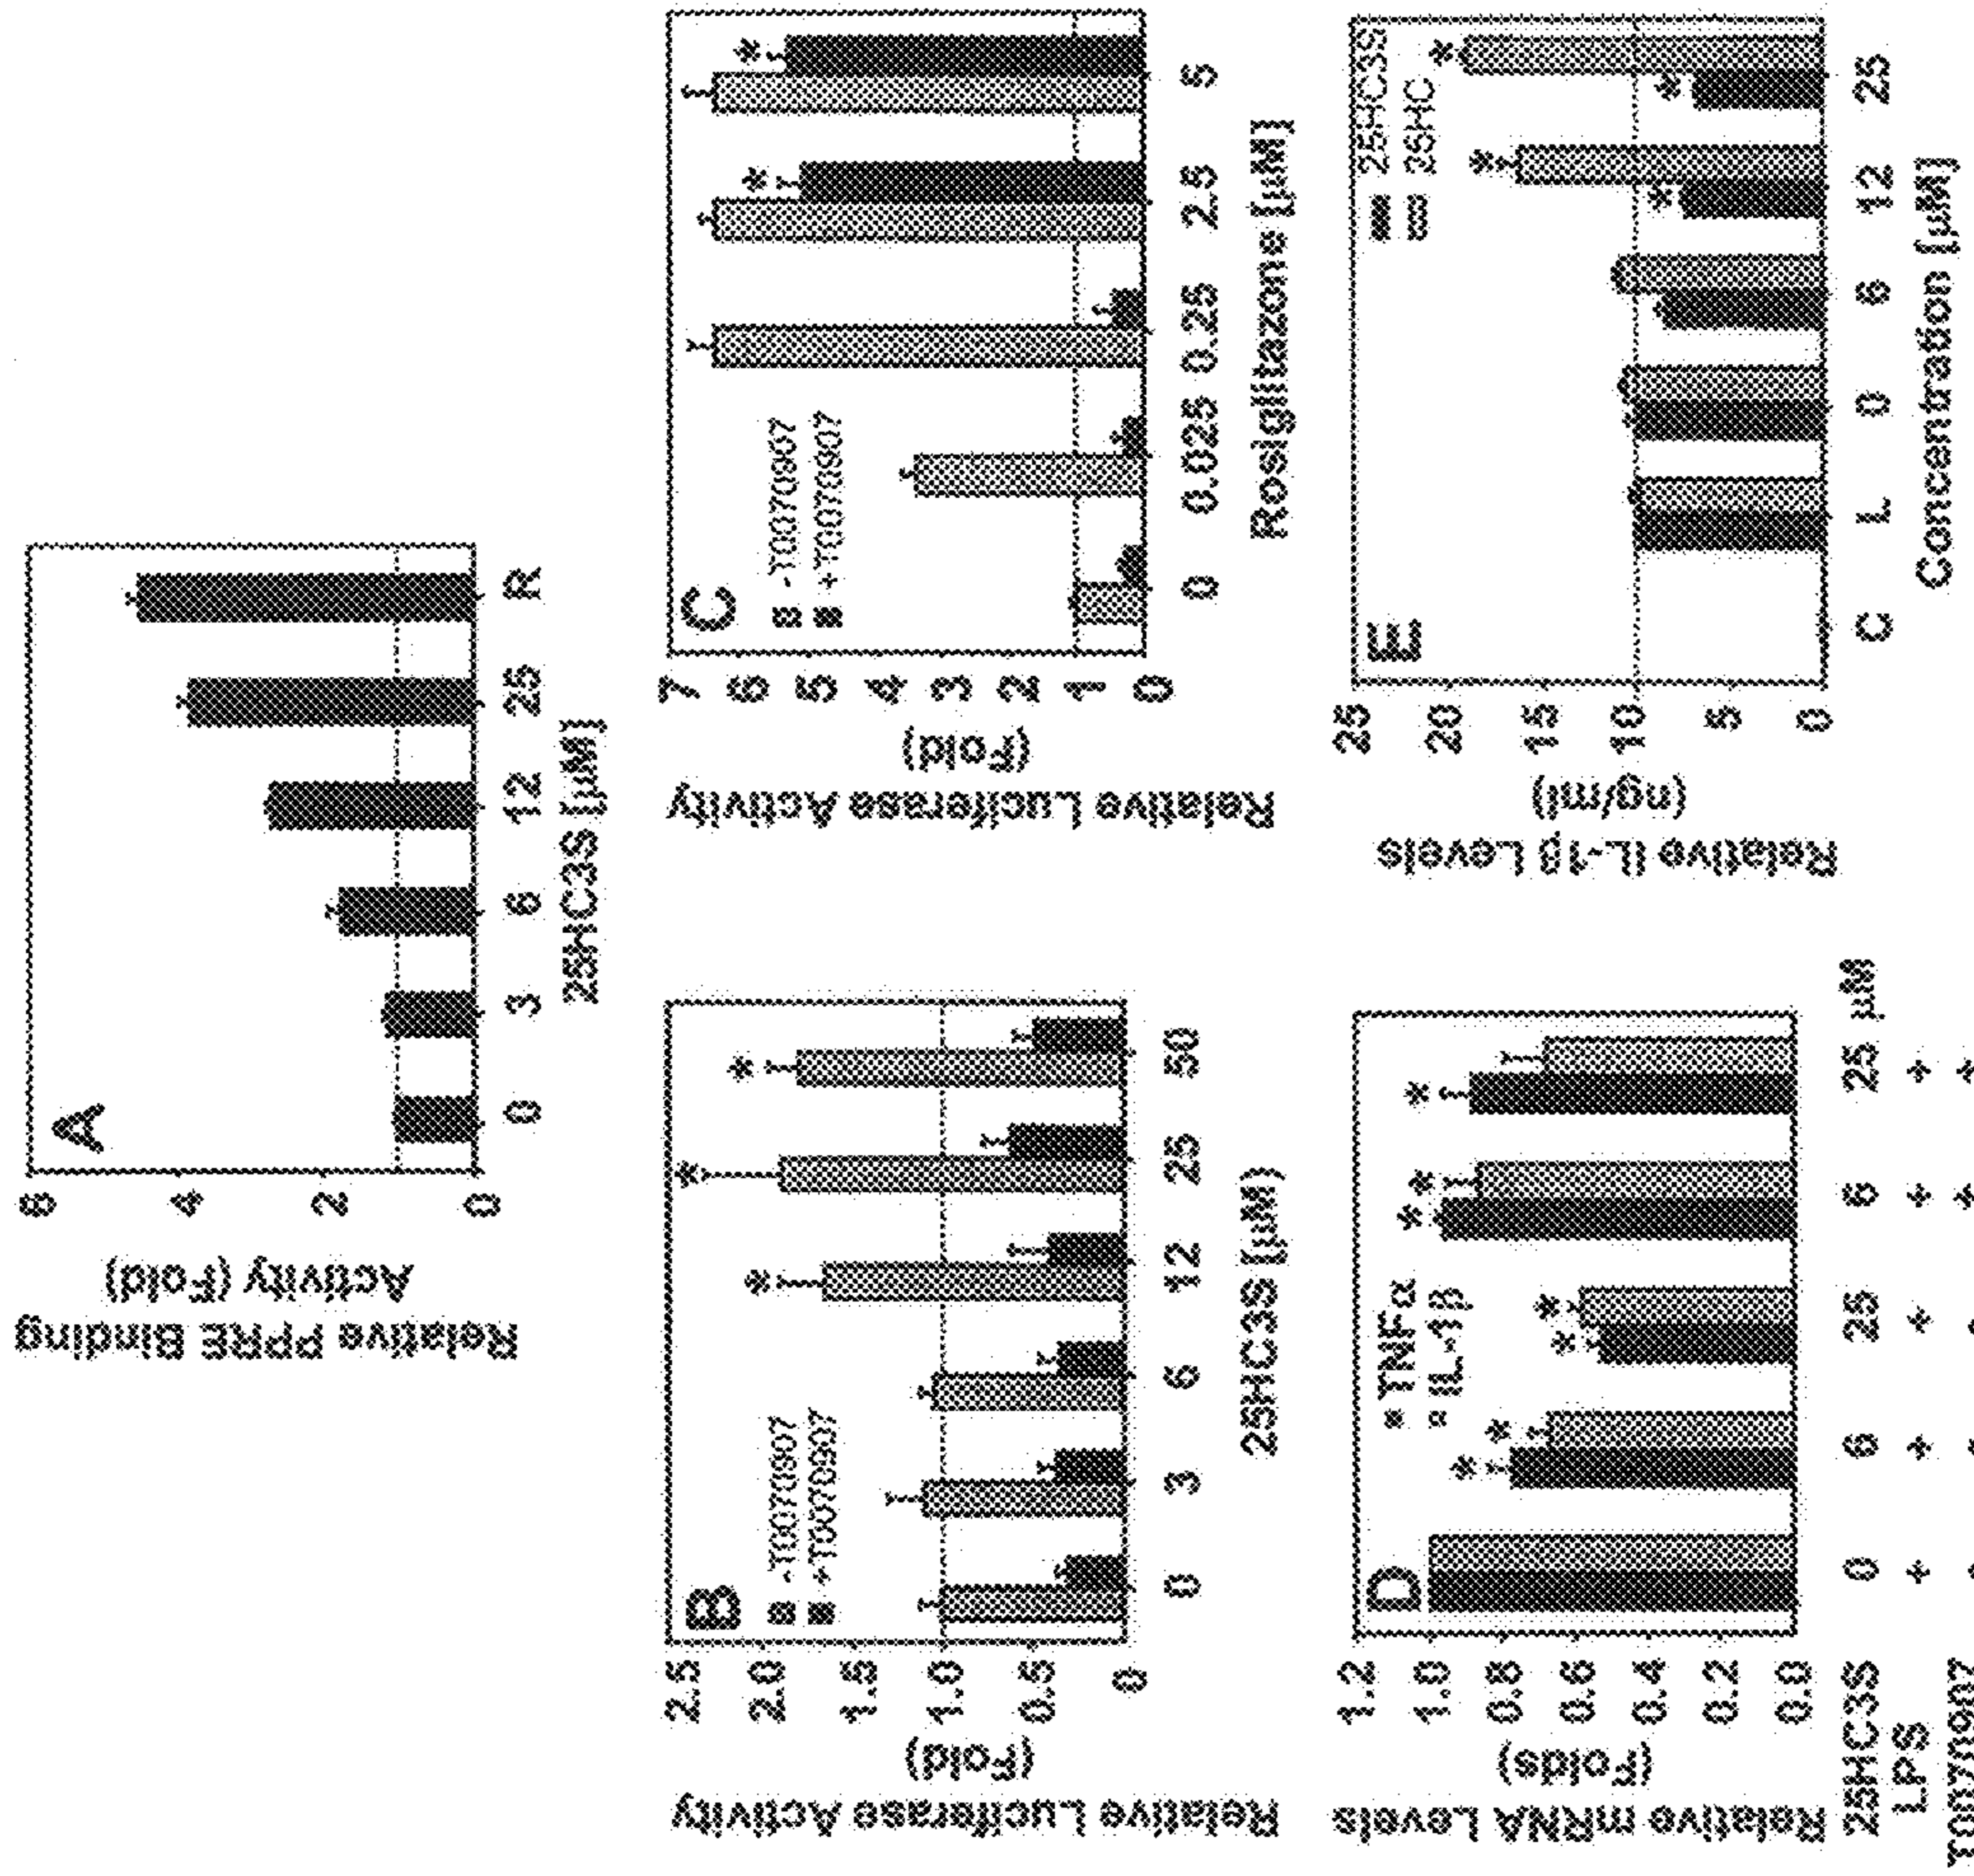 A
Relative PPRE Binding
Activity (Fold)
6
4
2
0
0 3 6 12 25 R
25HC3S [μM]
B
-T0070907
+T0070907
Relative Luciferase Activity
(Fold)
2.5
2.0
1.5
1.0
0.5
0
0 3 6 12 25 50
25HC3S [μM)
C
-T0070907
+T0070907
Relative Luciferase Activity
(Fold)
7
6
5
4
3
2
1
0
0 0.025 0.25 2.5 5
Rosiglitazone [μM]
D
TNFα
IL-1β
Relative mRNA Levels
(Folds)
1.2
1.0
0.8
0.6
0.4
0.2
0.0
25HC3S 0 6 25 6 25 μM
LPS + + + + +
T0070907
E
25HC3S
25HC
Relative IL-1β Levels
(ng/ml)
25
20
15
10
5
0
C L 0 6 12 25
Concentration [μM]